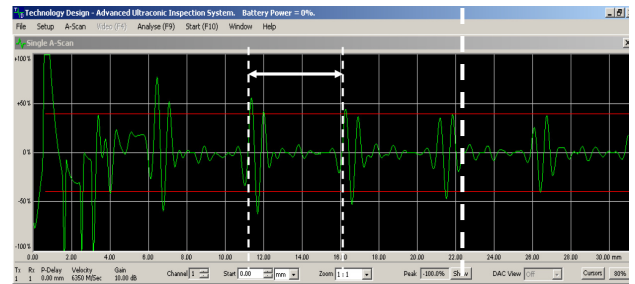 Technology Design - Advanced Ultraconic Inspection System. Battery Power = 0%.
File Setup A-Scan Video (F4) Analyse (F9) Start (F10) Window Help
Single A-Scan
+100%
+50%
0%
-50%
-100%
0.00 2.00 4.00 6.00 8.00 10.00 12.00 14.00 16.00 18.00 20.00 22.00 24.00 26.00 28.00 30.00 mm
Tx Rx P-Delay Velocity Gain Channel 1 Start 0.00 mm Zoom 1 : 1 Peak -100.0% Show DAC View Off Cursors 80%
1 1 0.00 mm 6350 M/Sec 10.00 dB